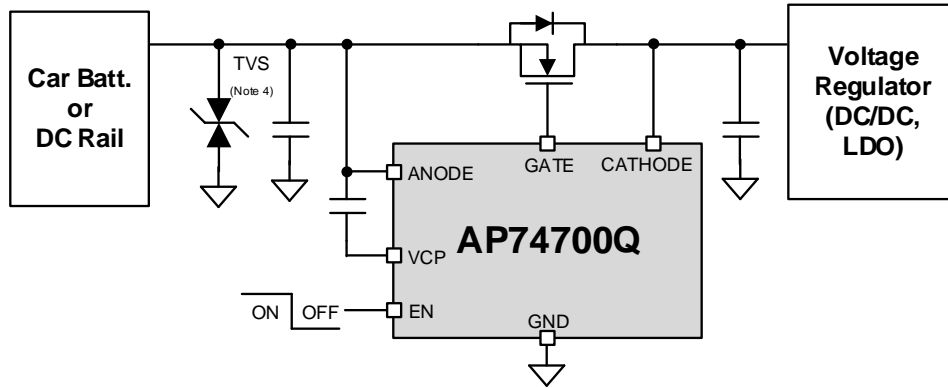 Car Batt.
or
DC Rail
TVS
(Note 4)
Voltage
Regulator
(DC/DC,
LDO)
ANODE
GATE
CATHODE
AP74700Q
VCP
ON
OFF
EN
GND